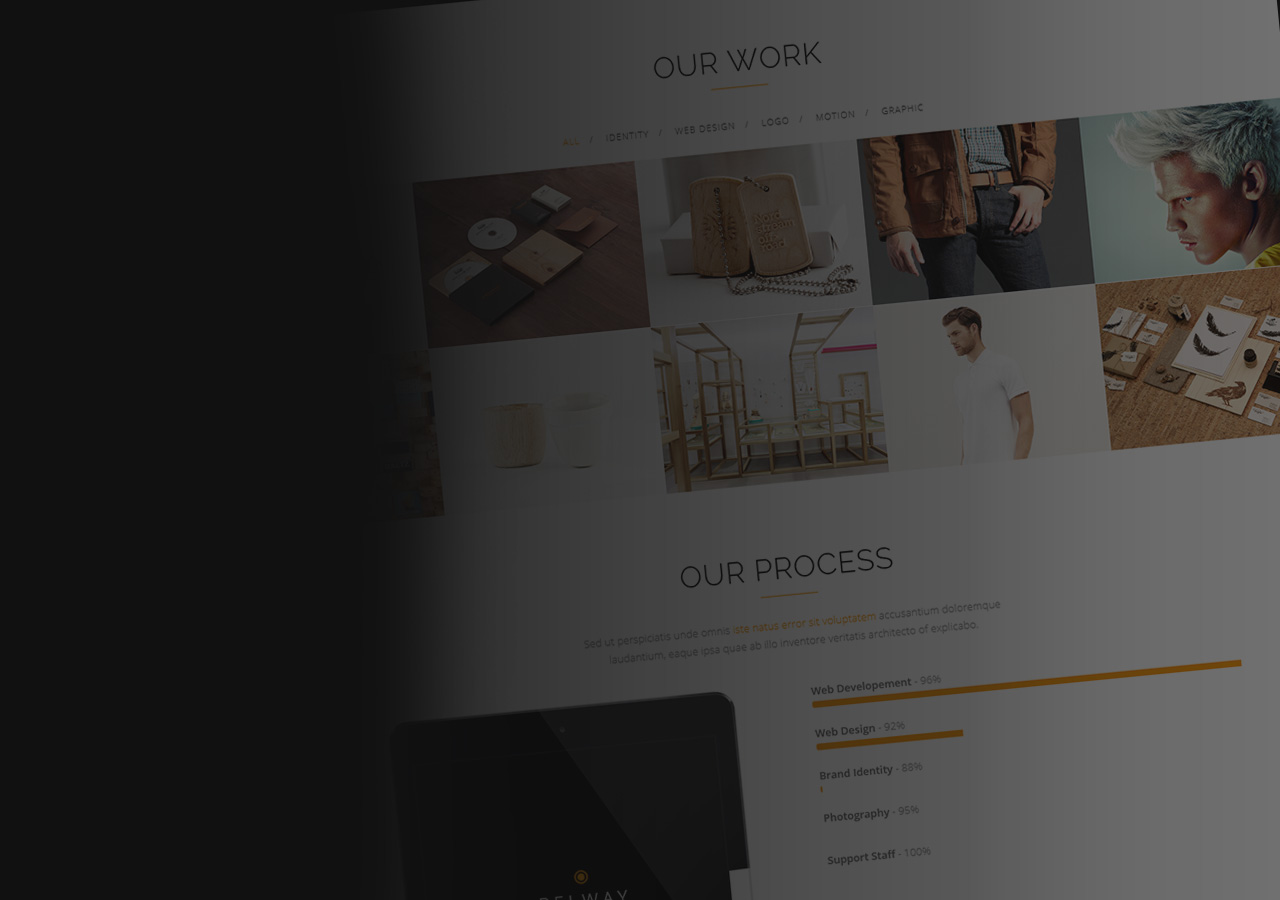 OUR WORK
ALL / IDENTITY / WEB DESIGN / LOGO / MOTION / GRAPHIC
OUR PROCESS
Sed ut perspiciatis unde omnis iste natus error sit voluptatem accusantium doloremque
laudantium, eaque ipsa quae ab illo inventore veritatis architecto of explicabo.
Web Developement - 96%
Web Design - 92%
Brand Identity - 88%
Photography - 95%
Support Staff - 100%